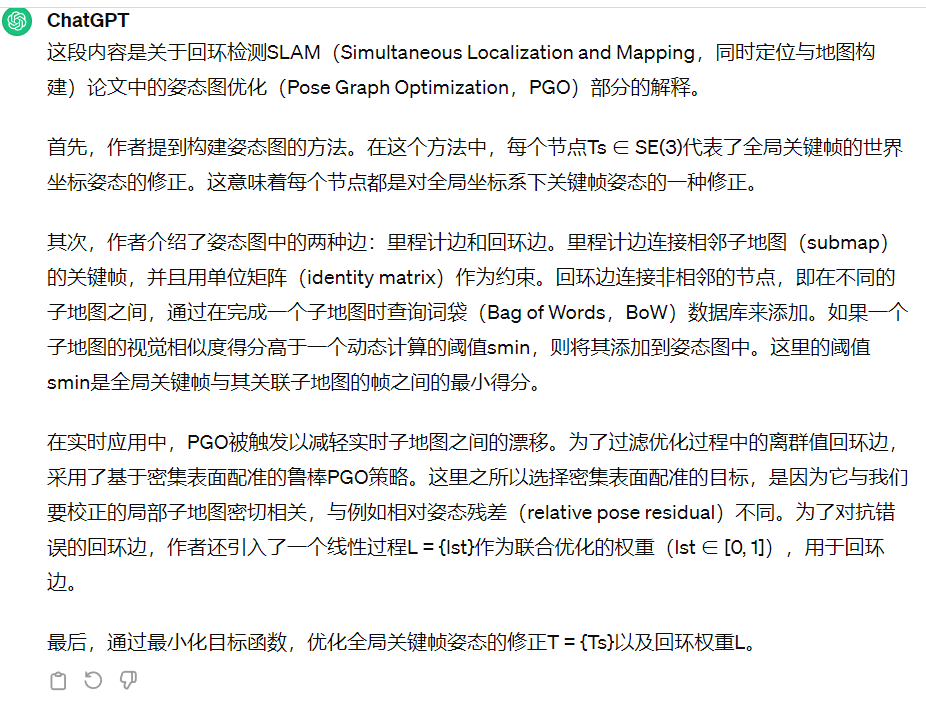 ChatGPT
这段内容是关于回环检测SLAM（Simultaneous Localization and Mapping，同时定位与地图构
建）论文中的姿态图优化（Pose Graph Optimization，PGO）部分的解释。
首先，作者提到构建姿态图的方法。在这个方法中，每个节点Ts ∈ SE(3)代表了全局关键帧的世界
坐标姿态的修正。这意味着每个节点都是对全局坐标系下关键帧姿态的一种修正。
其次，作者介绍了姿态图中的两种边：里程计边和回环边。里程计边连接相邻子地图（submap）
的关键帧，并且用单位矩阵（identity matrix）作为约束。回环边连接非相邻的节点，即在不同的
子地图之间，通过在完成一个子地图时查询词袋（Bag of Words，BoW）数据库来添加。如果一个
子地图的视觉相似度得分高于一个动态计算的阈值smin，则将其添加到姿态图中。这里的阈值
smin是全局关键帧与其关联子地图的帧之间的最小得分。
在实时应用中，PGO被触发以减轻实时子地图之间的漂移。为了过滤优化过程中的离群值回环边，
采用了基于密集表面配准的鲁棒PGO策略。这里之所以选择密集表面配准的目标，是因为它与我们
要校正的局部子地图密切相关，与例如相对姿态残差（relative pose residual）不同。为了对抗错
误的回环边，作者还引入了一个线性过程L = {lst}作为联合优化的权重（lst ∈ [0, 1]），用于回环
边。
最后，通过最小化目标函数，优化全局关键帧姿态的修正T = {Ts}以及回环权重L。